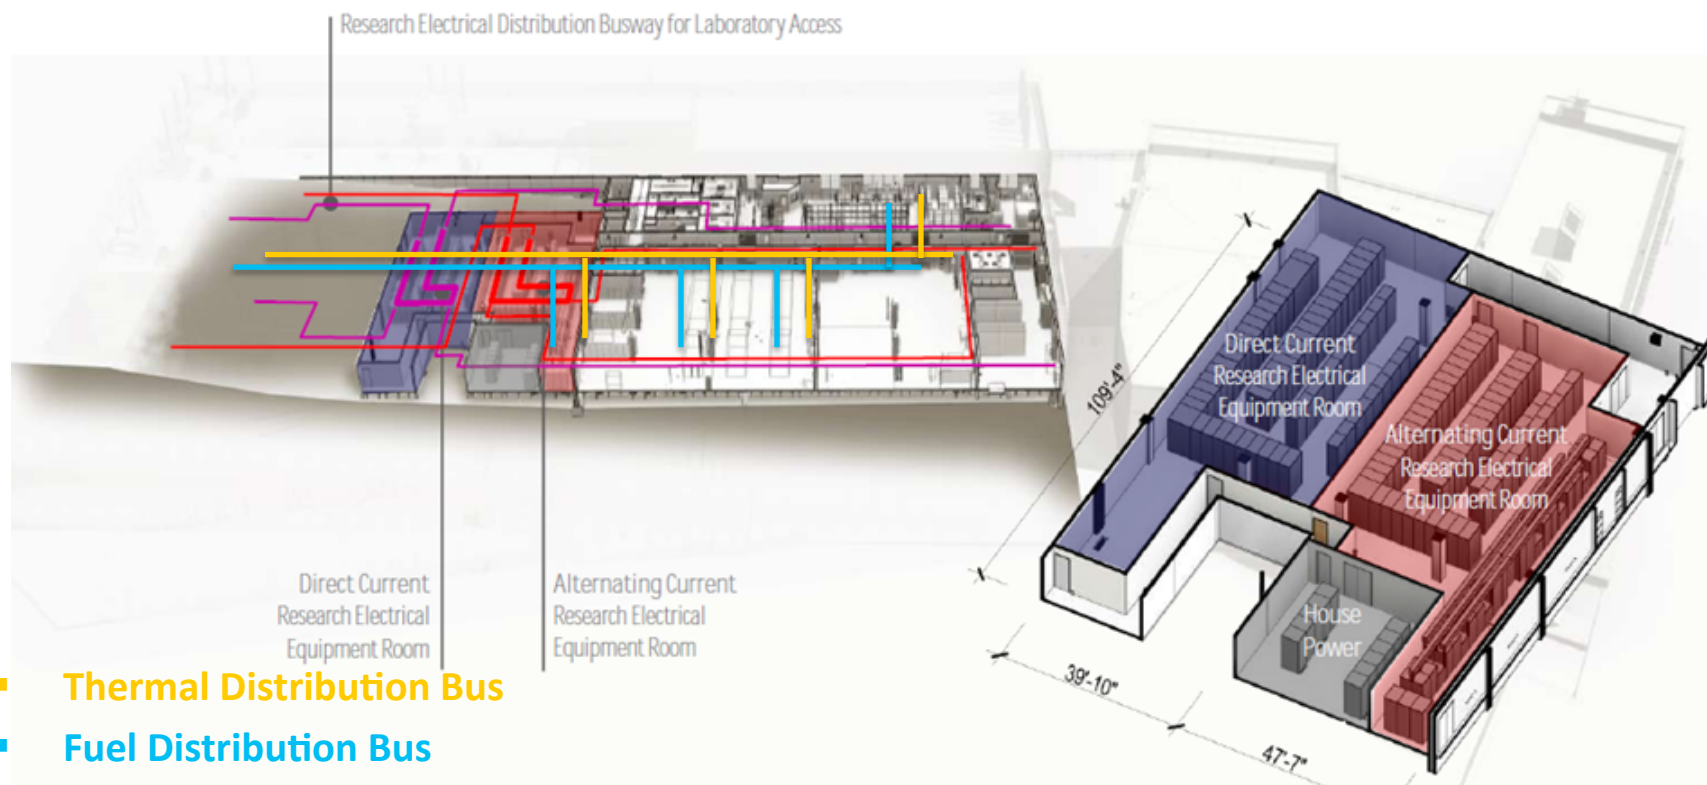 Research Electrical Distribution Busway for Laboratory Access
Direct Current
Research Electrical
Equipment Room
Alternating Current
Research Electrical
Equipment Room
Thermal Distribution Bus
Fuel Distribution Bus
Direct Current
Research Electrical
Equipment Room
Alternating Current
Research Electrical
Equipment Room
House
Power
109'-4"
39'-10"
47'-7"